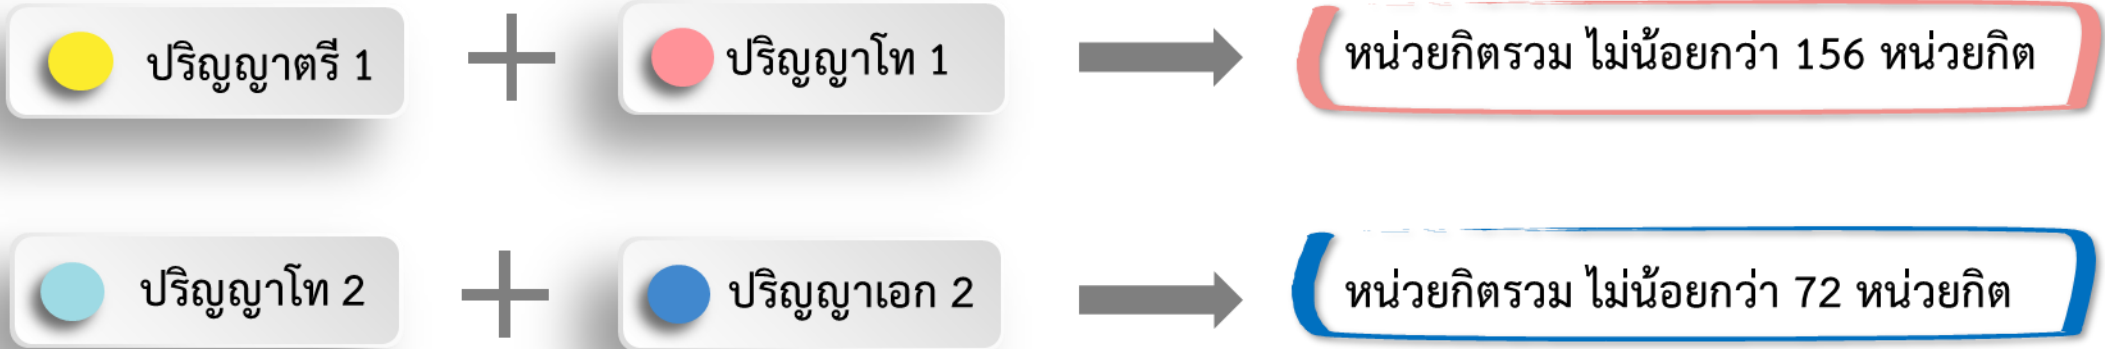 ปริญญาตรี 1
ปริญญาโท 1
หน่วยกิตรวม ไม่น้อยกว่า 156 หน่วยกิต
ปริญญาโท 2
ปริญญาเอก 2
หน่วยกิตรวม ไม่น้อยกว่า 72 หน่วยกิต